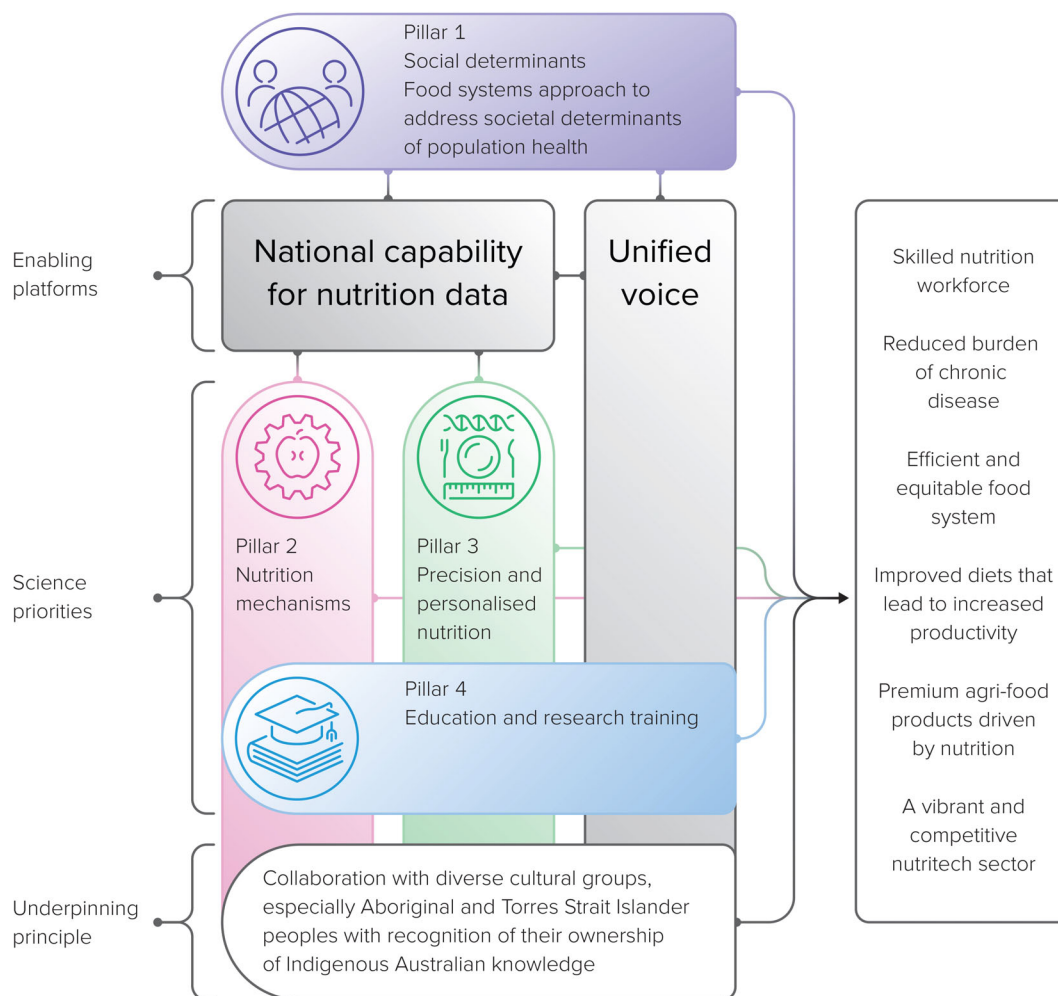 Pillar 1
Social determinants
Food systems approach to
address societal determinants
of population health
Enabling
platforms
National capability
for nutrition data
Unified
voice
Science
priorities
Pillar 2
Nutrition
mechanisms
Pillar 3
Precision and
personalised
nutrition
Pillar 4
Education and research training
Underpinning
principle
Collaboration with diverse cultural groups,
especially Aboriginal and Torres Strait Islander
peoples with recognition of their ownership
of Indigenous Australian knowledge
Skilled nutrition
workforce
Reduced burden
of chronic
disease
Efficient and
equitable food
system
Improved diets that
lead to increased
productivity
Premium agri-food
products driven
by nutrition
A vibrant and
competitive
nutritech sector